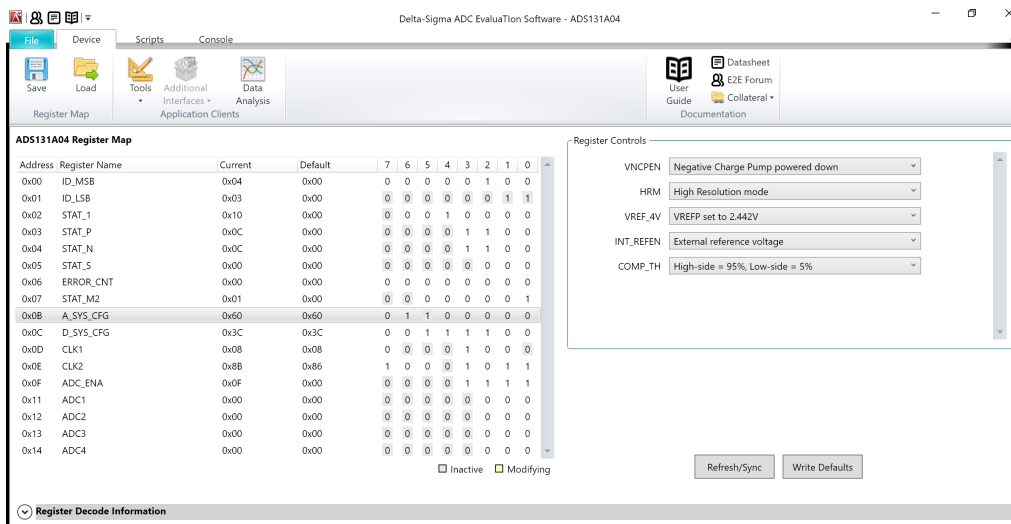 Delta-Sigma ADC EvaluaTIon Software - ADS131A04
File Device Scripts Console
Save Load Tools Additional Interfaces Data Analysis
Register Map Application Clients
User Guide
Datasheet
E2E Forum
Collateral
Documentation
ADS131A04 Register Map
Address Register Name Current Default 7 6 5 4 3 2 1 0
0x00 ID_MSB 0x04 0x00 0 0 0 0 0 1 0 0
0x01 ID_LSB 0x03 0x00 0 0 0 0 0 0 1 1
0x02 STAT_1 0x10 0x00 0 0 0 1 0 0 0 0
0x03 STAT_P 0x0C 0x00 0 0 0 0 1 1 0 0
0x04 STAT_N 0x0C 0x00 0 0 0 0 1 1 0 0
0x05 STAT_S 0x00 0x00 0 0 0 0 0 0 0 0
0x06 ERROR_CNT 0x00 0x00 0 0 0 0 0 0 0 0
0x07 STAT_M2 0x01 0x00 0 0 0 0 0 0 0 1
0x0B A_SYS_CFG 0x60 0x60 0 1 1 0 0 0 0 0
0x0C D_SYS_CFG 0x3C 0x3C 0 0 1 1 1 1 0 0
0x0D CLK1 0x08 0x08 0 0 0 0 1 0 0 0
0x0E CLK2 0x8B 0x86 1 0 0 0 1 0 1 1
0x0F ADC_ENA 0x0F 0x00 0 0 0 0 1 1 1 1
0x11 ADC1 0x00 0x00 0 0 0 0 0 0 0 0
0x12 ADC2 0x00 0x00 0 0 0 0 0 0 0 0
0x13 ADC3 0x00 0x00 0 0 0 0 0 0 0 0
0x14 ADC4 0x00 0x00 0 0 0 0 0 0 0 0
Inactive Modifying
Register Controls
VNCPEN Negative Charge Pump powered down
HRM High Resolution mode
VREF_4V VREFP set to 2.442V
INT_REFEN External reference voltage
COMP_TH High-side = 95%, Low-side = 5%
Refresh/Sync Write Defaults
Register Decode Information